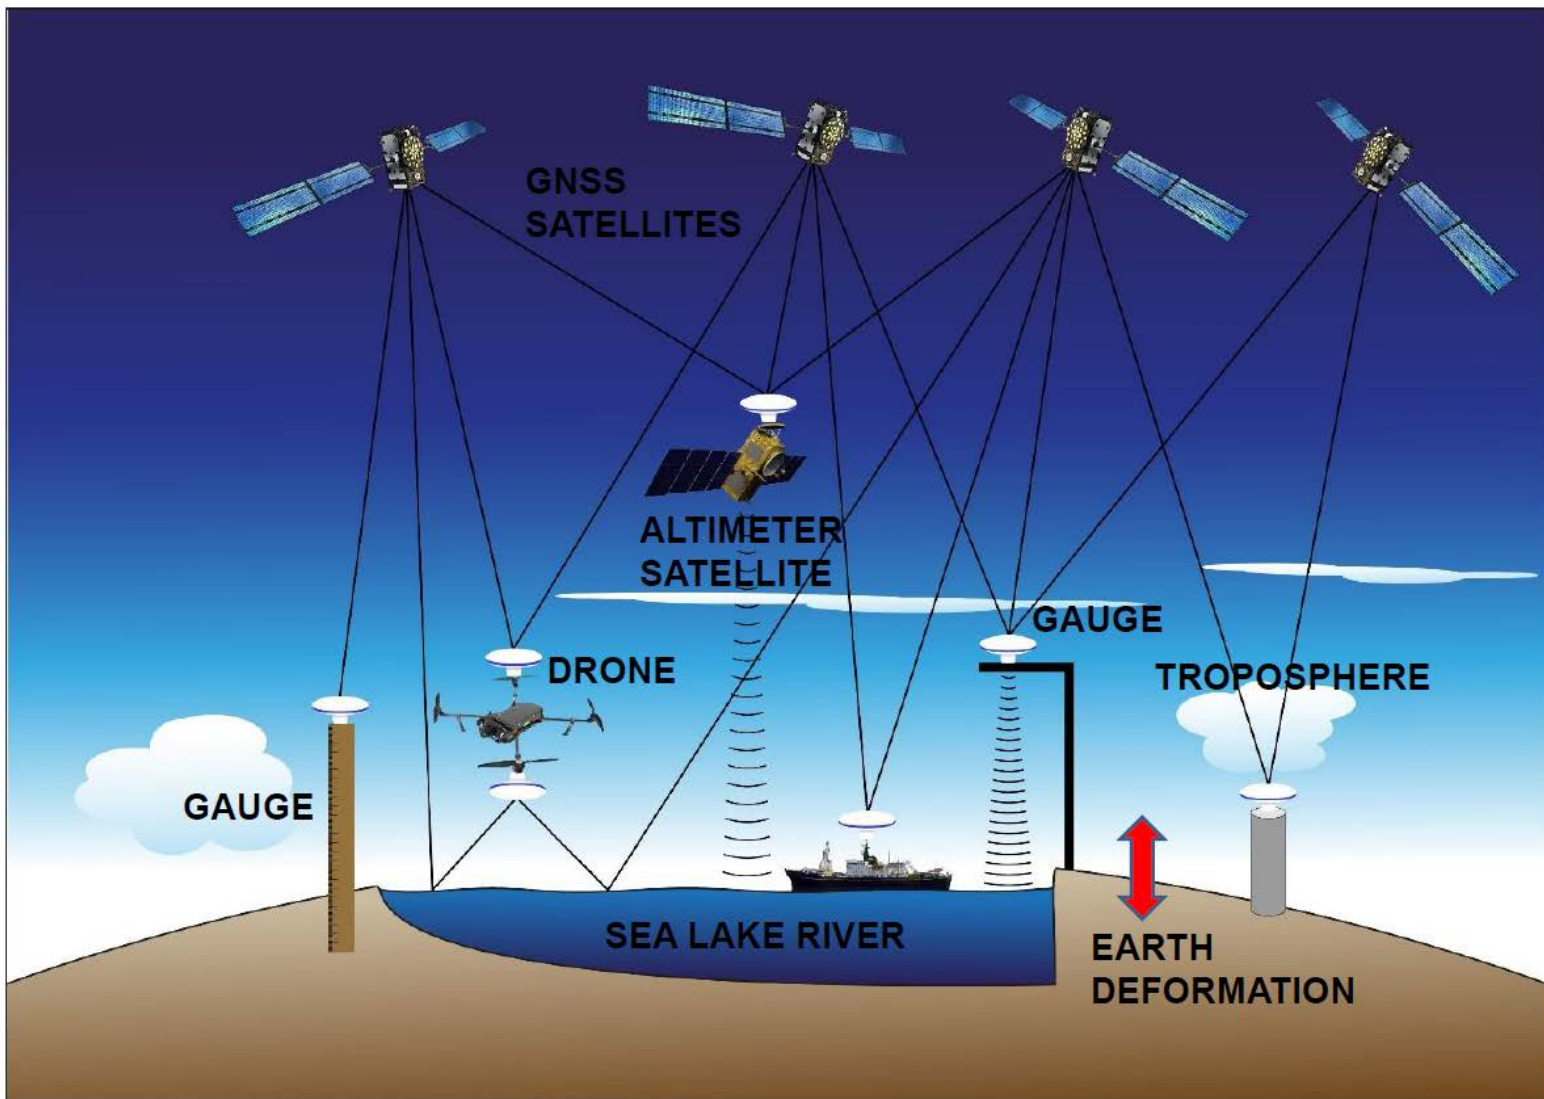 GNSS
SATELLITES
ALTIMETER
SATELLITE
GAUGE
DRONE
TROPOSPHERE
GAUGE
SEA LAKE RIVER
EARTH
DEFORMATION